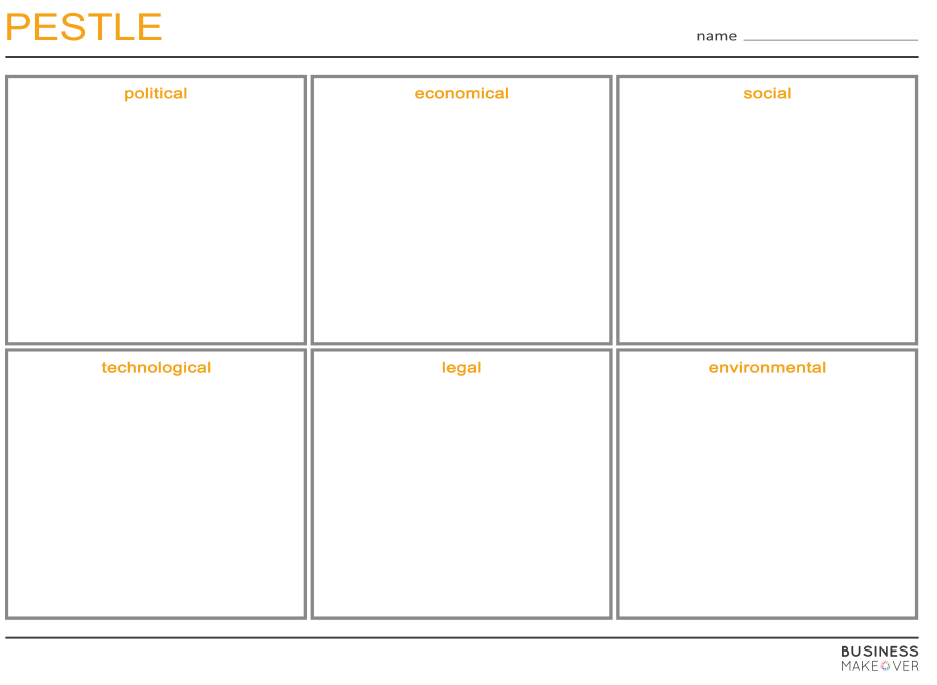 PESTLE
name
political
economical
social
technological
legal
environmental
BUSINESS
MAKEOVER